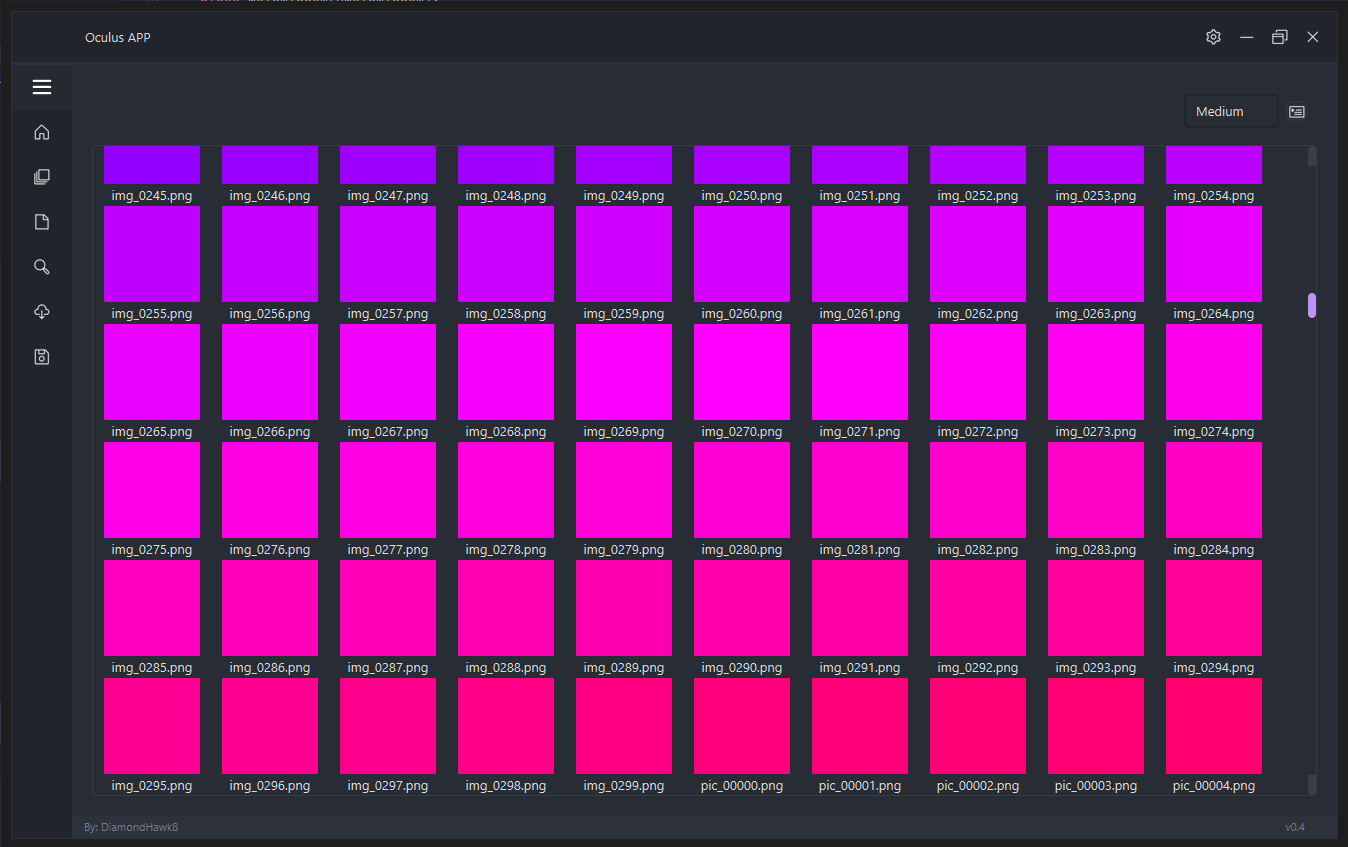 Oculus APP
Medium
img_0245.png img_0246.png img_0247.png img_0248.png img_0249.png img_0250.png img_0251.png img_0252.png img_0253.png img_0254.png
img_0255.png img_0256.png img_0257.png img_0258.png img_0259.png img_0260.png img_0261.png img_0262.png img_0263.png img_0264.png
img_0265.png img_0266.png img_0267.png img_0268.png img_0269.png img_0270.png img_0271.png img_0272.png img_0273.png img_0274.png
img_0275.png img_0276.png img_0277.png img_0278.png img_0279.png img_0280.png img_0281.png img_0282.png img_0283.png img_0284.png
img_0285.png img_0286.png img_0287.png img_0288.png img_0289.png img_0290.png img_0291.png img_0292.png img_0293.png img_0294.png
img_0295.png img_0296.png img_0297.png img_0298.png img_0299.png pic_00000.png pic_00001.png pic_00002.png pic_00003.png pic_00004.png
By: DiamondHawk8 v0.4